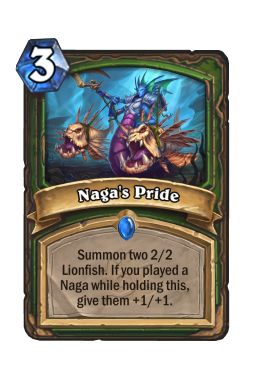 3
Naga's Pride
Summon two 2/2
Lionfish. If you played a
Naga while holding this,
give them +1/+1.